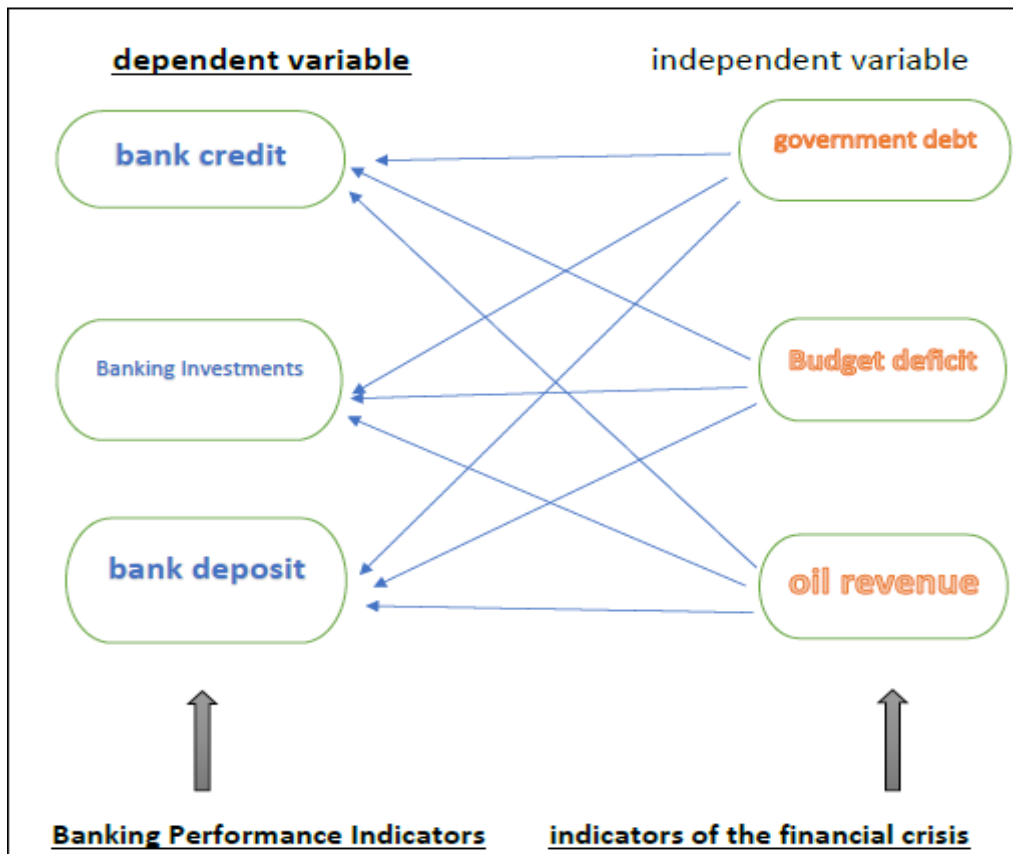 dependent variable
independent variable
bank credit
government debt
Banking Investments
Budget deficit
bank deposit
oil revenue
Banking Performance Indicators
indicators of the financial crisis